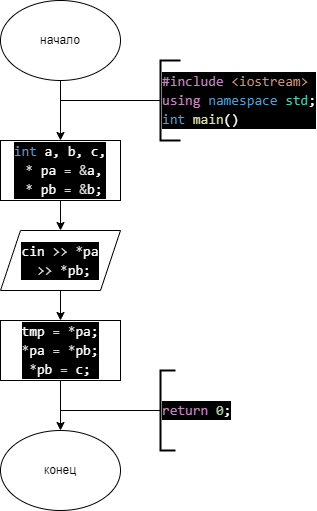 начало
#include <iostream>
using namespace std;
int main()
int a, b, c,
* pa = &a,
* pb = &b;
cin >> *pa
>> *pb;
tmp = *pa;
*pa = *pb;
*pb = c;
return 0;
конец